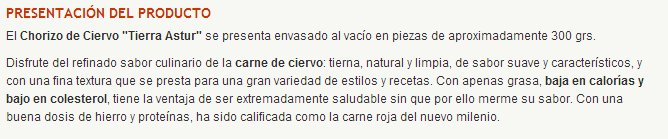 PRESENTACIÓN DEL PRODUCTO
El Chorizo de Ciervo "Tierra Astur" se presenta envasado al vacío en piezas de aproximadamente 300 grs.
Disfrute del refinado sabor culinario de la carne de ciervo: tierna, natural y limpia, de sabor suave y característicos, y
con una fina textura que se presta para una gran variedad de estilos y recetas. Con apenas grasa, baja en calorías y
bajo en colesterol, tiene la ventaja de ser extremadamente saludable sin que por ello merme su sabor. Con una
buena dosis de hierro y proteínas, ha sido calificada como la carne roja del nuevo milenio.